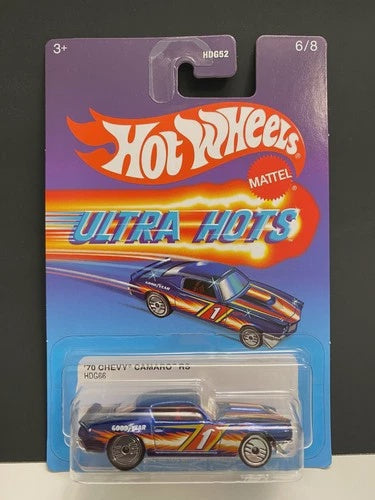 3+
HDG52
6/8
Hot Wheels
MATTEL
ULTRA HOTS
GOODYEAR
1
'70 CHEVY® CAMARO® RS
HDG66
GOODYEAR
1